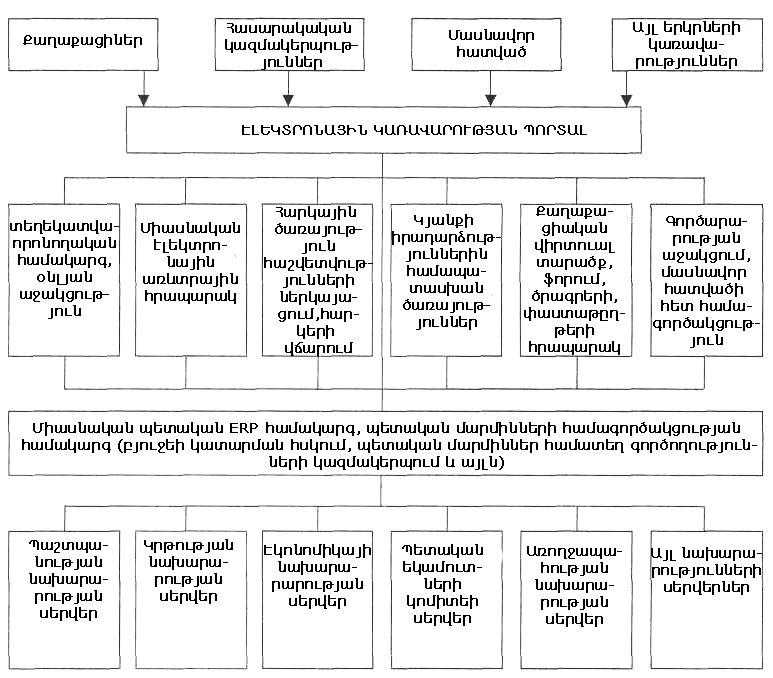 Քաղաքացիներ
Հասարակական
կազմակերպութ-
յուններ
Մասնավոր
հատված
Այլ երկրների
կառավա-
րություններ
ԷԼԵԿՏՐՈՆԱՅԻՆ ԿԱՌԱՎԱՐՈՒԹՅԱՆ ՊՈՐՏԱԼ
տեղեկատվա-
որոնողական
համակարգ,
օնլյան
աջակցութ-
յուն
Միասնական
էլեկտրո-
նային
առևտրային
հրապարակ
Հարկային
ծառայութ-
յուն
հաշվետվութ-
յունների
ներկայա-
ցում,հար-
կերի
վճարում
Կյանքի
իրադարձութ-
յուններին
համապա-
տասխան
ծառայութ-
յուններ
Քաղաքա-
ցիական
վիրտուալ
տարածք,
ֆորում,
ծրագրերի,
փաստաթղ-
թերի
հրապարակ
Գործարա-
րության
աջակցում,
մասնավոր
հատվածի
հետ համա-
գործակցութ-
յուն
Միասնական պետական ERP համակարգ, պետական մարմինների համագործակցության
համակարգ (բյուջեի կատարման հսկում, պետական մարմիններ համատեղ գործողություն-
ների կազմակերպում և այլն)
Պաշտպա-
նության
նախարա-
րության
սերվեր
Կրթության
նախարա-
րության
սերվեր
Էկոնոմիկայի
նախարա-
րարության
սերվեր
Պետական
եկամուտ-
ների
կոմիտեի
սերվեր
Առողջապա-
հության
նախարա-
րության
սերվեր
Այլ նախարա-
րությունների
սերվերներ